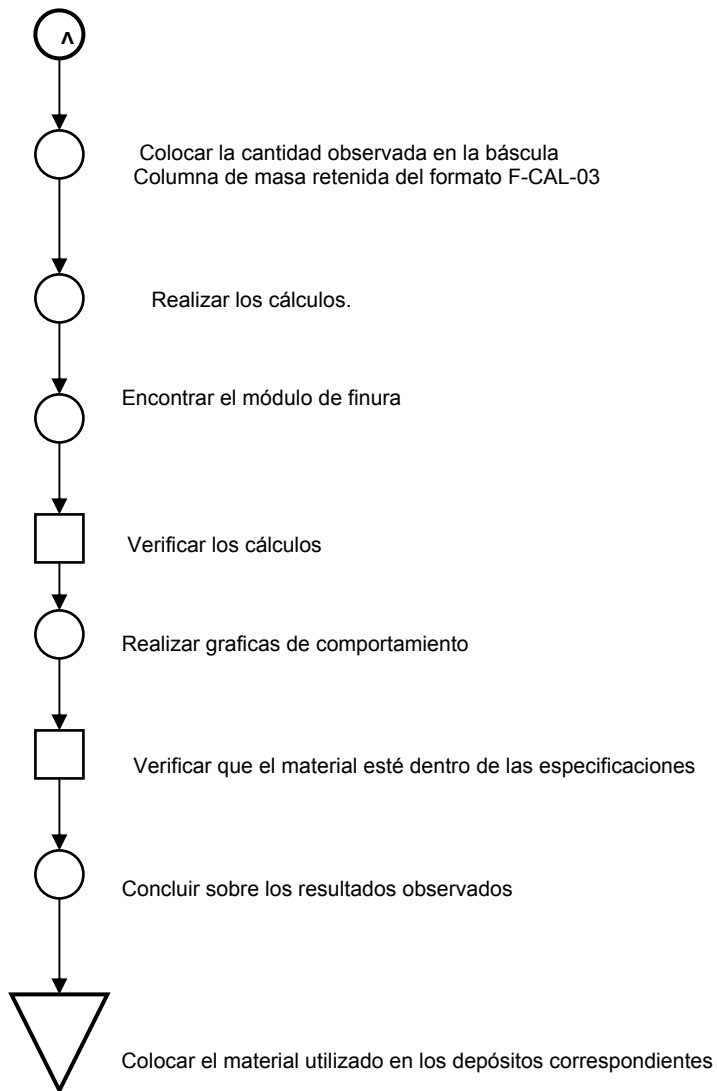 Colocar la cantidad observada en la báscula
Columna de masa retenida del formato F-CAL-03
Realizar los cálculos.
Encontrar el módulo de finura
Verificar los cálculos
Realizar graficas de comportamiento
Verificar que el material esté dentro de las especificaciones
Concluir sobre los resultados observados
Colocar el material utilizado en los depósitos correspondientes